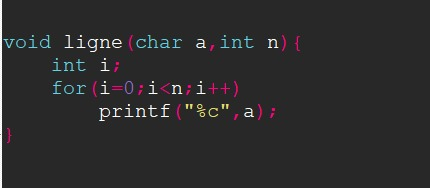 void ligne(char a,int n){
    int i;
    for(i=0;i<n;i++)
        printf("%c",a);
}